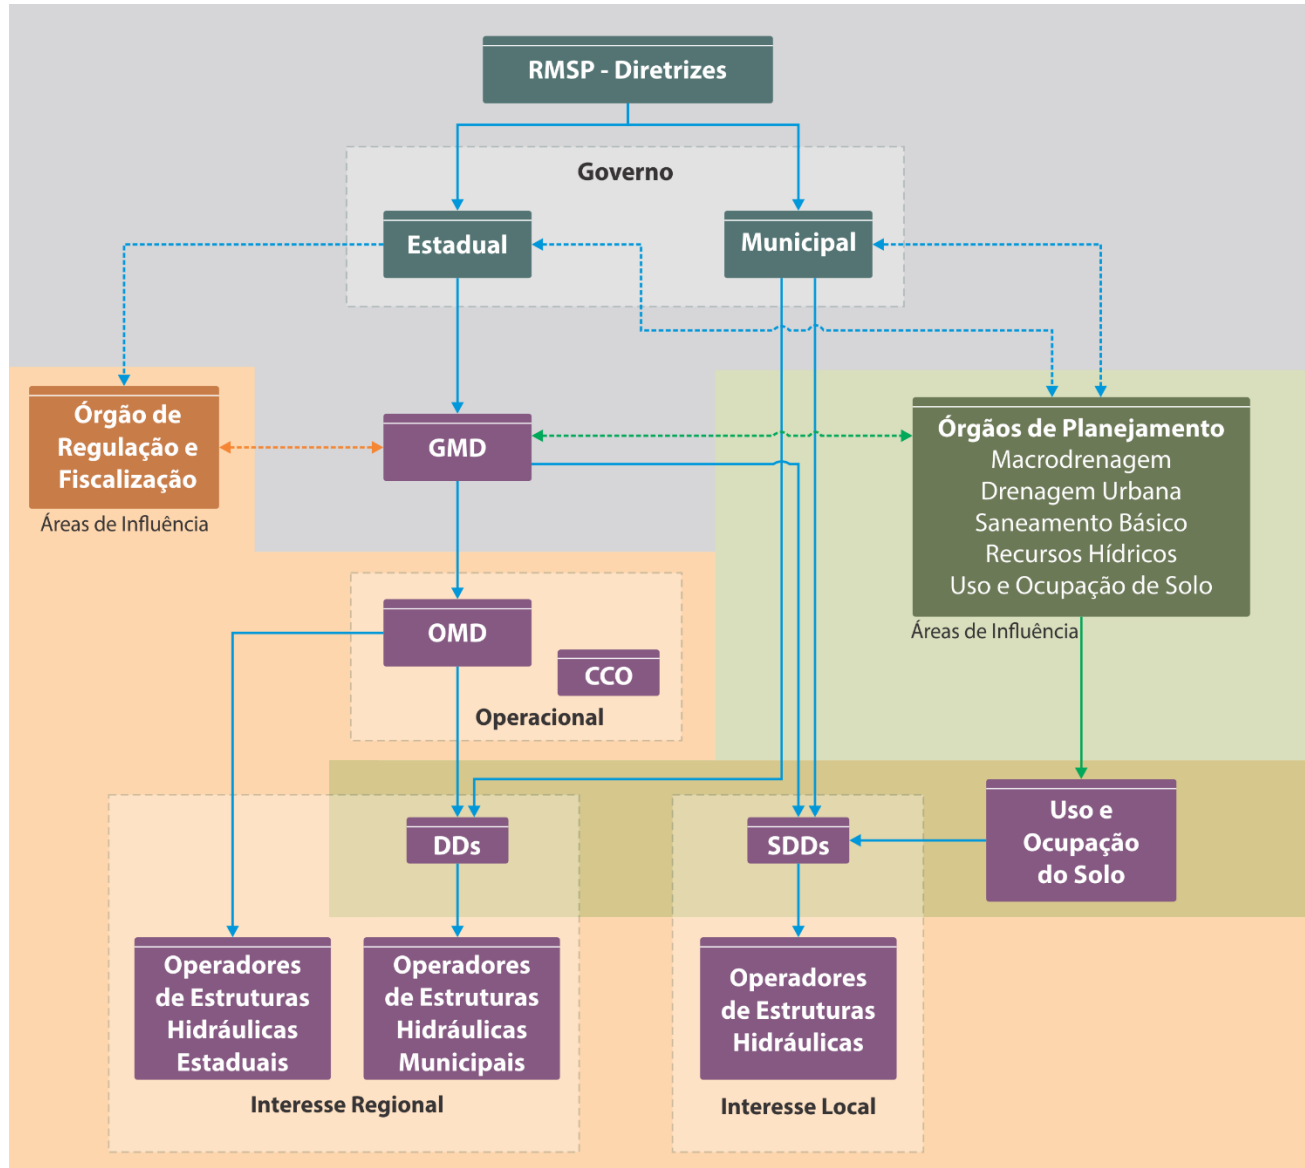 RMSP - Diretrizes
Governo
Estadual
Municipal
Órgão de
Regulação e
Fiscalização
Áreas de Influência
GMD
Órgãos de Planejamento
Macrodrenagem
Drenagem Urbana
Saneamento Básico
Recursos Hídricos
Uso e Ocupação de Solo
Áreas de Influência
OMD
CCO
Operacional
DDs
SDDs
Uso e
Ocupação
do Solo
Operadores
de Estruturas
Hidráulicas
Estaduais
Operadores
de Estruturas
Hidráulicas
Municipais
Interesse Regional
Operadores
de Estruturas
Hidráulicas
Interesse Local